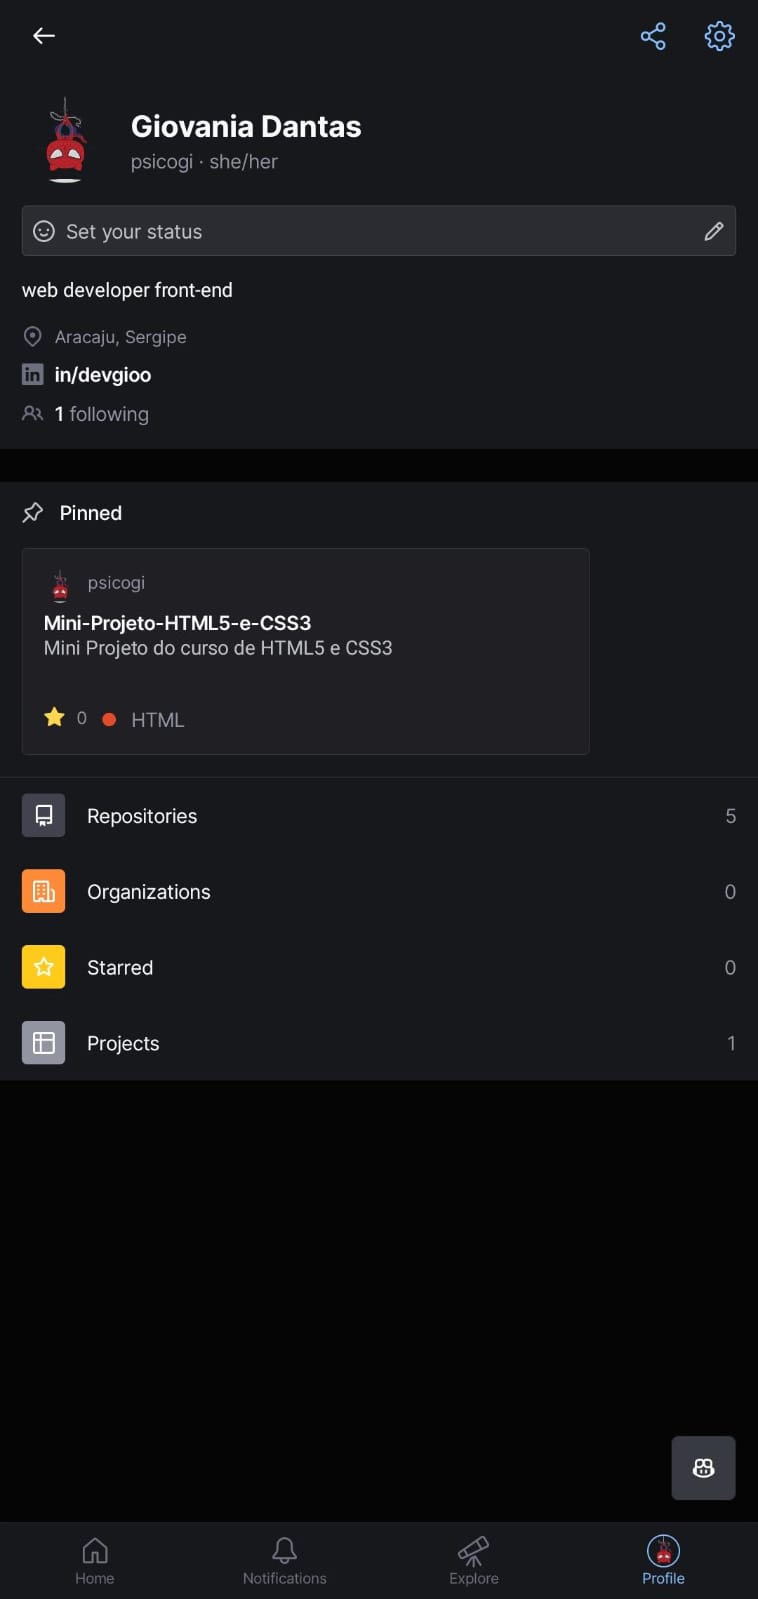 Giovania Dantas
psicogi · she/her
Set your status
web developer front-end
Aracaju, Sergipe
in/devgioo
1 following
Pinned
psicogi
Mini-Projeto-HTML5-e-CSS3
Mini Projeto do curso de HTML5 e CSS3
0 HTML
Repositories 5
Organizations 0
Starred 0
Projects 1
Home Notifications Explore Profile